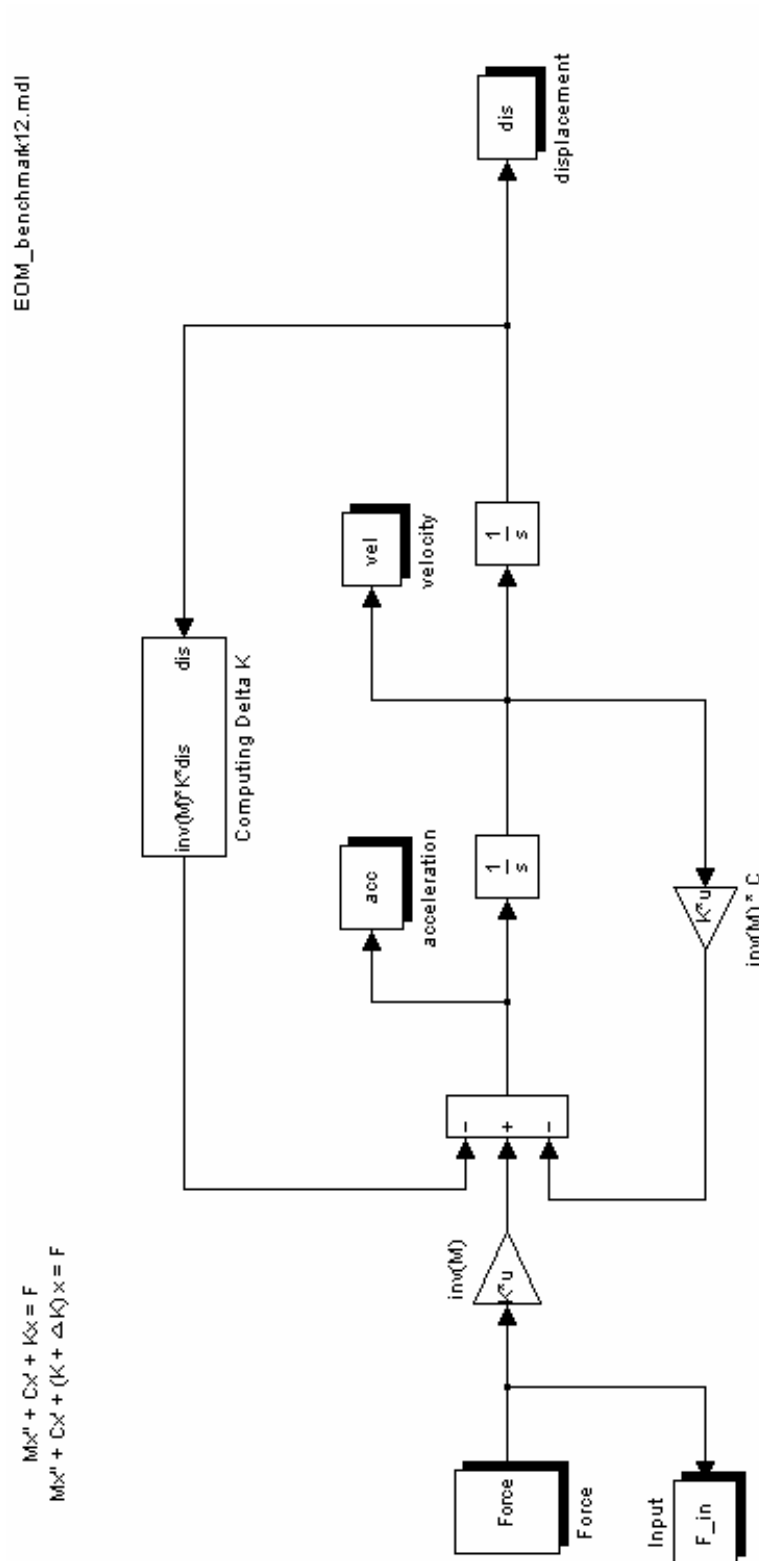 Mx" + Cx' + Kx = F
Mx" + Cx' + (K + ΔK) x = F
EOM_benchmark12.mdl
inv(M)*K*dis
dis
Computing Delta K
acc
acceleration
vel
velocity
dis
displacement
Force
Force
inv(M)
K*u
-
+
-
1
s
1
s
Input
F_in
K*u
inv(M) * C